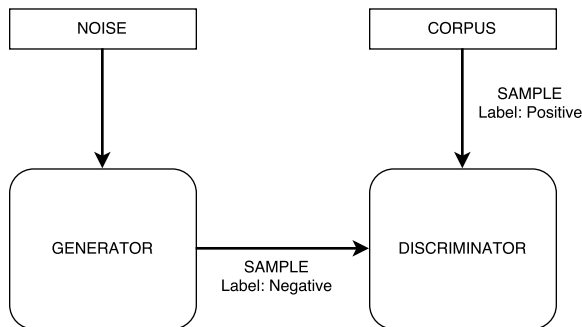 NOISE
CORPUS
SAMPLE
Label: Positive
GENERATOR
DISCRIMINATOR
SAMPLE
Label: Negative